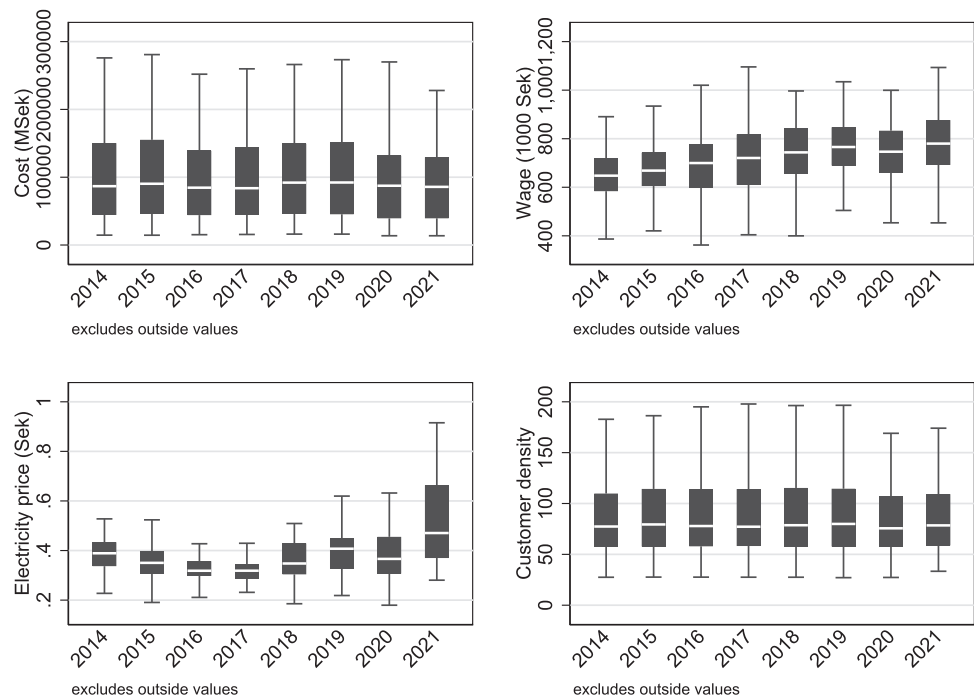 Cost (MSek)
0 100000 200000 300000
2014 2015 2016 2017 2018 2019 2020 2021
excludes outside values
Wage (1000 Sek)
400 600 800 1,000 1,200
2014 2015 2016 2017 2018 2019 2020 2021
excludes outside values
Electricity price (Sek)
.2 .4 .6 .8 1
2014 2015 2016 2017 2018 2019 2020 2021
excludes outside values
Customer density
0 50 100 150 200
2014 2015 2016 2017 2018 2019 2020 2021
excludes outside values